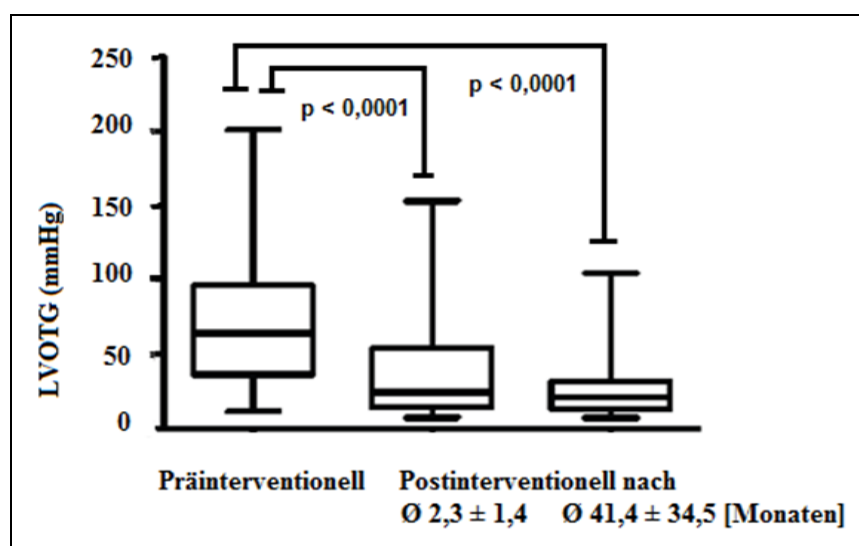 250
200
150
100
50
0
LVOTG (mmHg)
p < 0,0001
p < 0,0001
Präinterventionell
Postinterventionell nach
Ø 2,3 ± 1,4 Ø 41,4 ± 34,5 [Monaten]